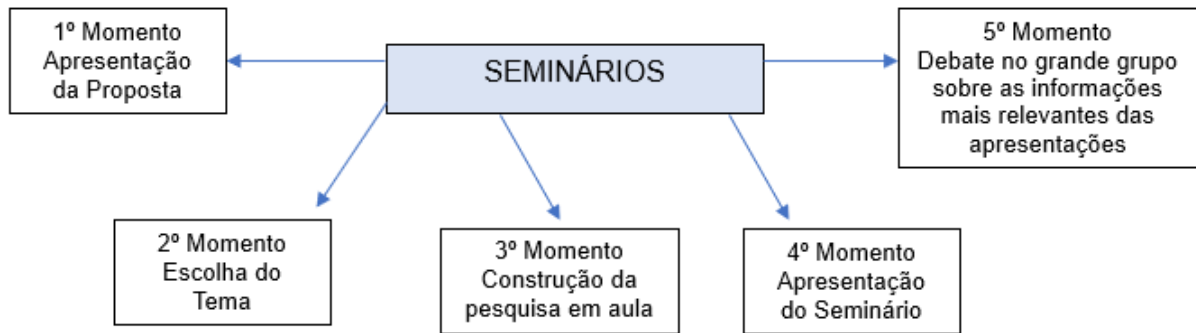 1º Momento
Apresentação
da Proposta
SEMINÁRIOS
5º Momento
Debate no grande grupo
sobre as informações
mais relevantes das
apresentações
2º Momento
Escolha do
Tema
3º Momento
Construção da
pesquisa em aula
4º Momento
Apresentação
do Seminário